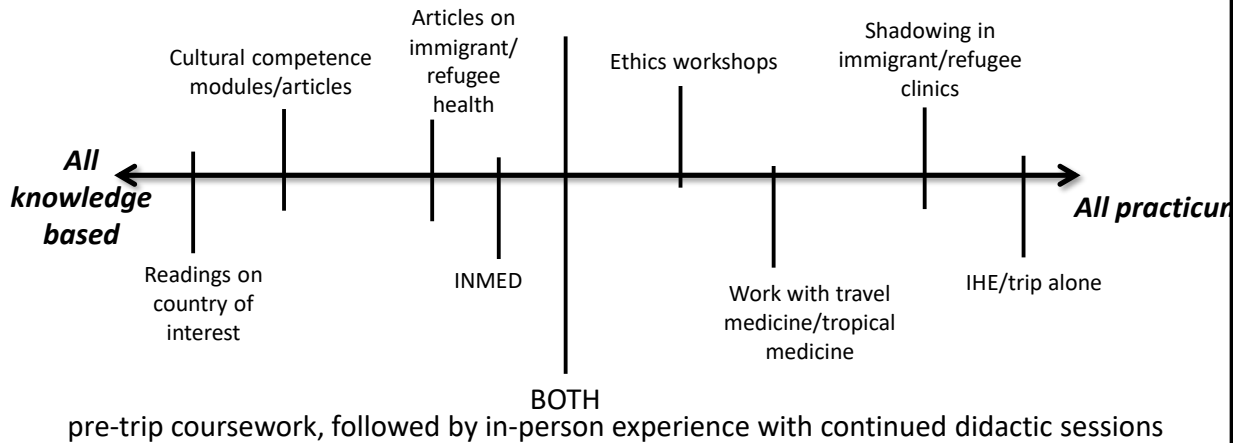 Articles on
immigrant/
refugee
health
Cultural competence
modules/articles
Ethics workshops
Shadowing in
immigrant/refugee
clinics
All
knowledge
based
All practicum
Readings on
country of
interest
INMED
Work with travel
medicine/tropical
medicine
IHE/trip alone
BOTH
pre-trip coursework, followed by in-person experience with continued didactic sessions